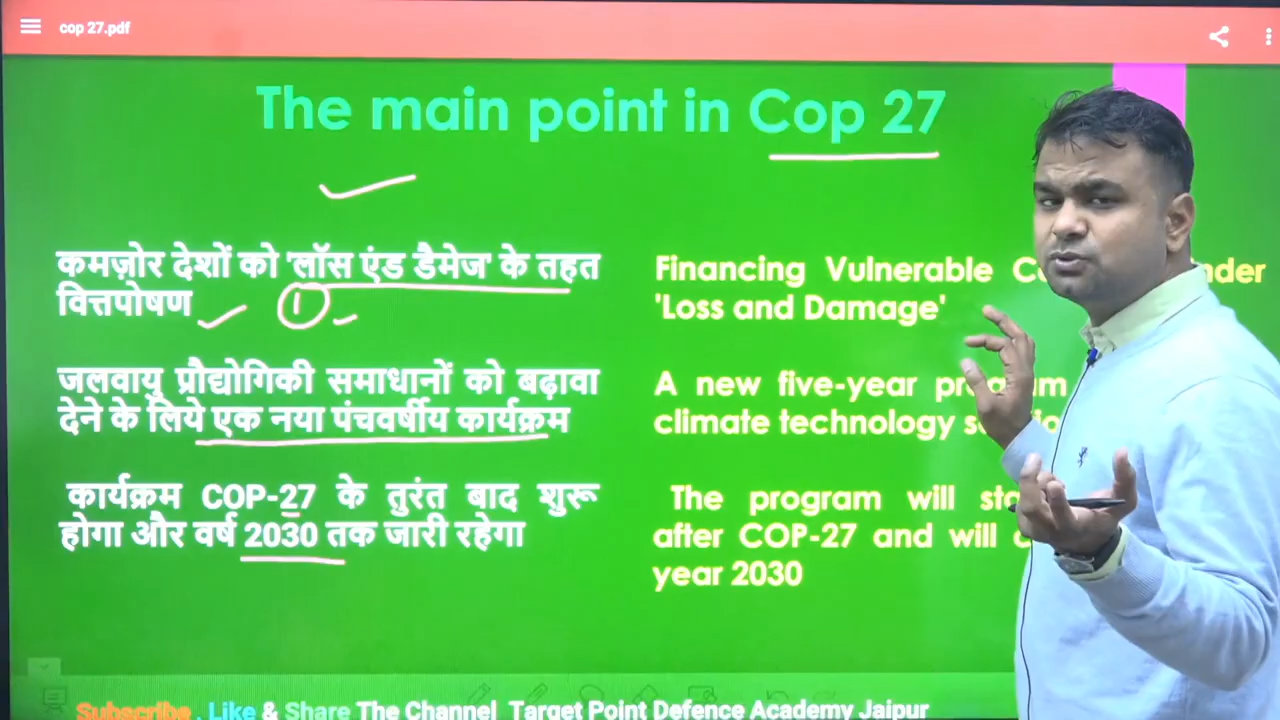 cop 27.pdf
The main point in Cop 27
कमज़ोर देशों को 'लॉस एंड डैमेज' के तहत
वित्तपोषण
1
जलवायु प्रौद्योगिकी समाधानों को बढ़ावा
देने के लिये एक नया पंचवर्षीय कार्यक्रम
कार्यक्रम COP-27 के तुरंत बाद शुरू
होगा और वर्ष 2030 तक जारी रहेगा
Financing Vulnerable
'Loss and Damage'
A new five-year program
climate technology
The program will
after COP-27 and will
year 2030
Subscribe , Like & Share The Channel Target Point Defence Academy Jaipur